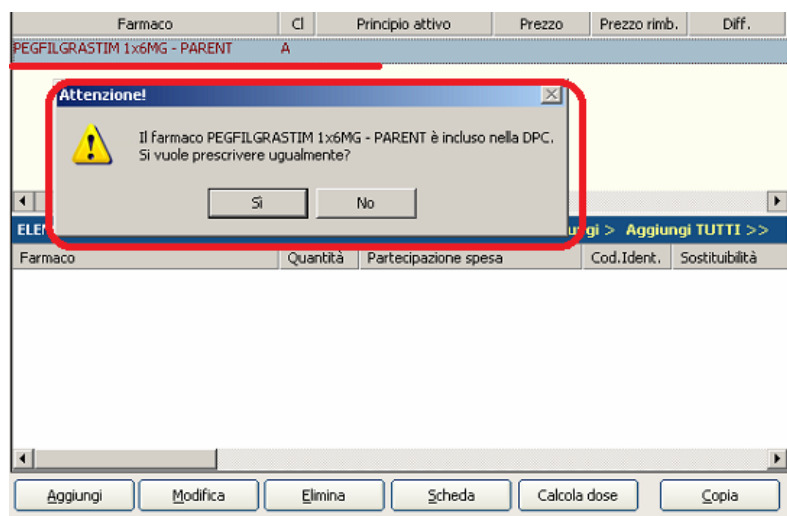 Farmaco Cl Principio attivo Prezzo Prezzo rimb. Diff.
PEGFILGRASTIM 1x6MG - PARENT A
Attenzione!
Il farmaco PEGFILGRASTIM 1x6MG - PARENT è incluso nella DPC.
Si vuole prescrivere ugualmente?
Sì No
Aggiungi TUTTI >>
Farmaco Quantità Partecipazione spesa Cod.Ident. Sostituibilità
Aggiungi Modifica Elimina Scheda Calcola dose Copia